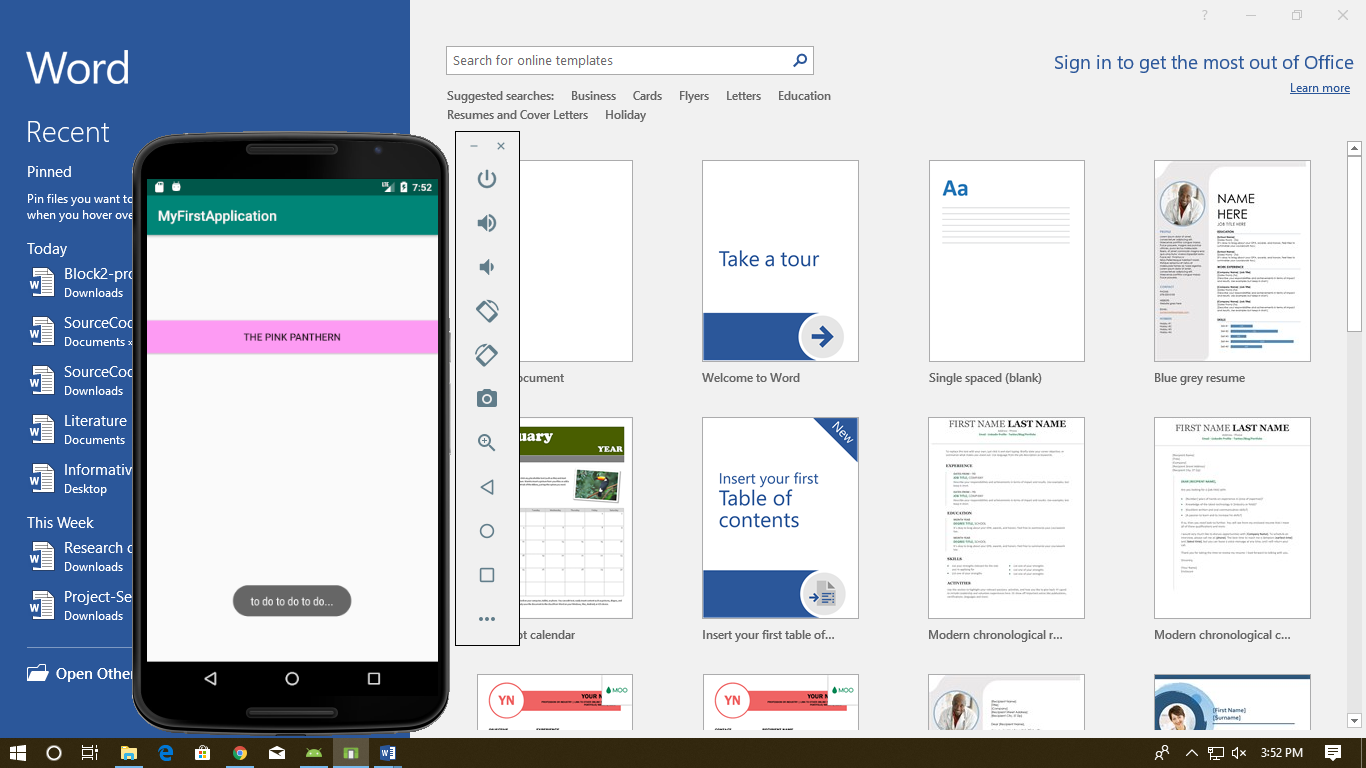 Word
Recent
Pinned
Pin files you want to
when you hover ove
Today
Block2-pro
Downloads
SourceCod
Documents »
SourceCod
Downloads
Literature
Documents
Informativ
Desktop
This Week
Research
Downloads
Project-Se
Downloads
Open Other
7:52
MyFirstApplication
THE PINK PANTHERN
to do to do to do...
?
Search for online templates
Sign in to get the most out of Office
Learn more
Suggested searches: Business Cards Flyers Letters Education
Resumes and Cover Letters Holiday
Take a tour
Aa
NAME
HERE
JOB TITLE HERE
ocument
Welcome to Word
Single spaced (blank)
Blue grey resume
uary
YEAR
New
Insert your first
Table of
contents
FIRST NAME LAST NAME
EXPERIENCE
EDUCATION
SKILLS
ACTIVITIES
FIRST NAME LAST NAME
ot calendar
Insert your first table of...
Modern chronological r...
Modern chronological c...
YN
MOO
YN
MOO
[First Name]
[Surname]
3:52 PM